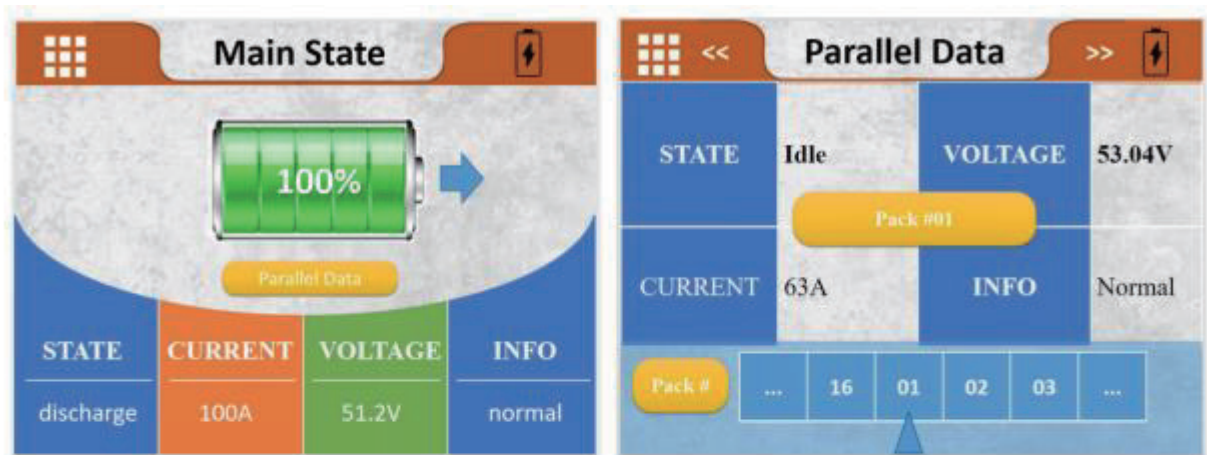 Main State
100%
Parallel Data
STATE CURRENT VOLTAGE INFO
discharge 100A 51.2V normal
<< Parallel Data >>
STATE Idle VOLTAGE 53.04V
Pack #01
CURRENT 63A INFO Normal
Pack # ... 16 01 02 03 ...